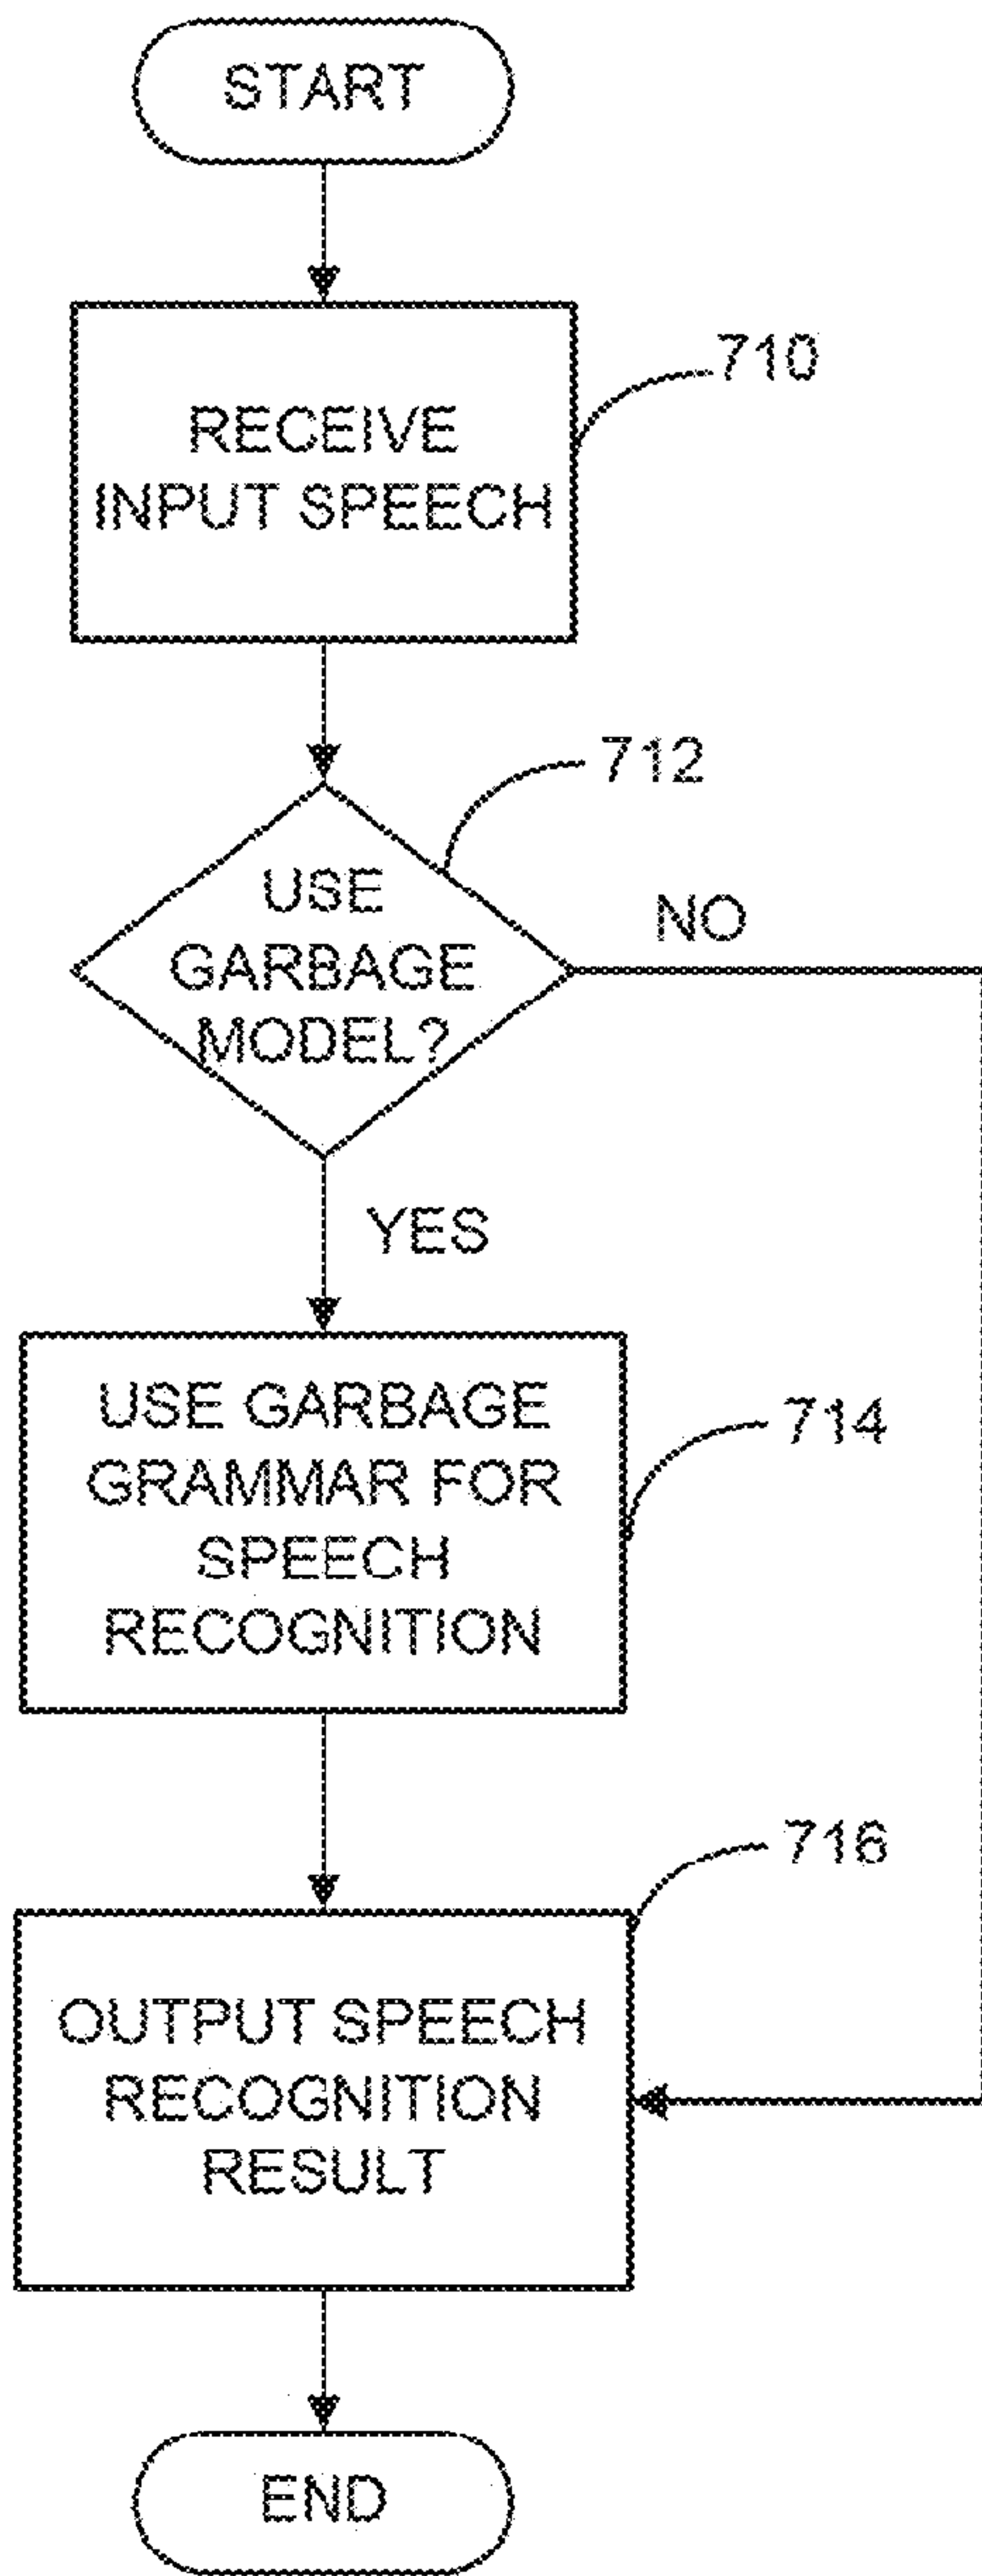 START
RECEIVE
INPUT SPEECH
710
USE
GARBAGE
MODEL?
712
NO
YES
USE GARBAGE
GRAMMAR FOR
SPEECH
RECOGNITION
714
OUTPUT SPEECH
RECOGNITION
RESULT
716
END